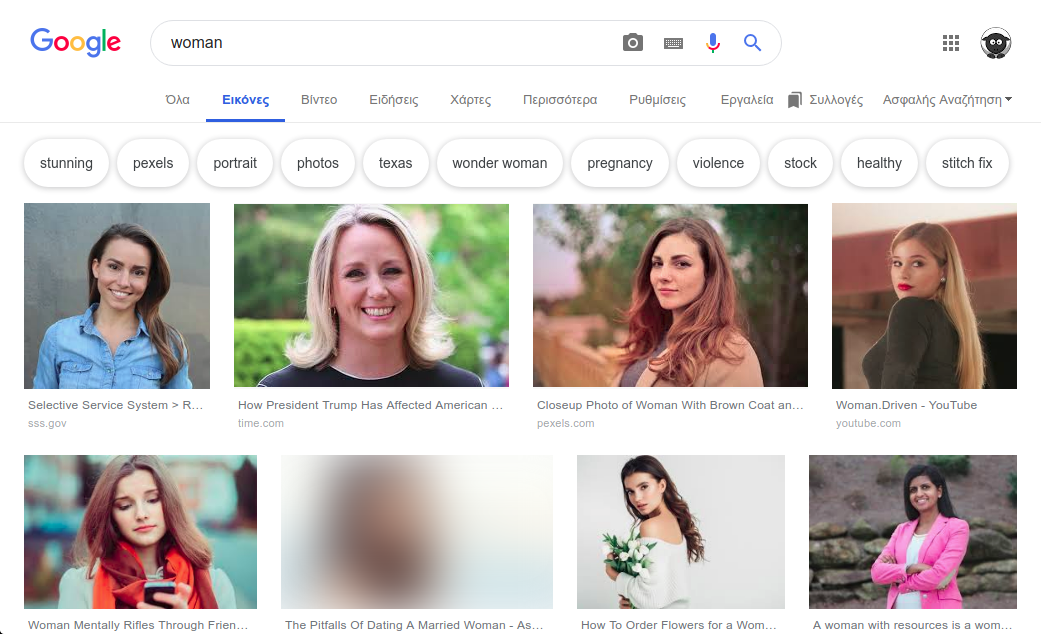 Google
woman
Όλα Εικόνες Βίντεο Ειδήσεις Χάρτες Περισσότερα Ρυθμίσεις Εργαλεία Συλλογές Ασφαλής Αναζήτηση
stunning pexels portrait photos texas wonder woman pregnancy violence stock healthy stitch fix
Selective Service System > R... How President Trump Has Affected American ... Closeup Photo of Woman With Brown Coat an... Woman.Driven - YouTube
sss.gov time.com pexels.com youtube.com
Woman Mentally Rifles Through Frien... The Pitfalls Of Dating A Married Woman - As... How To Order Flowers for a Wom... A woman with resources is a wom...